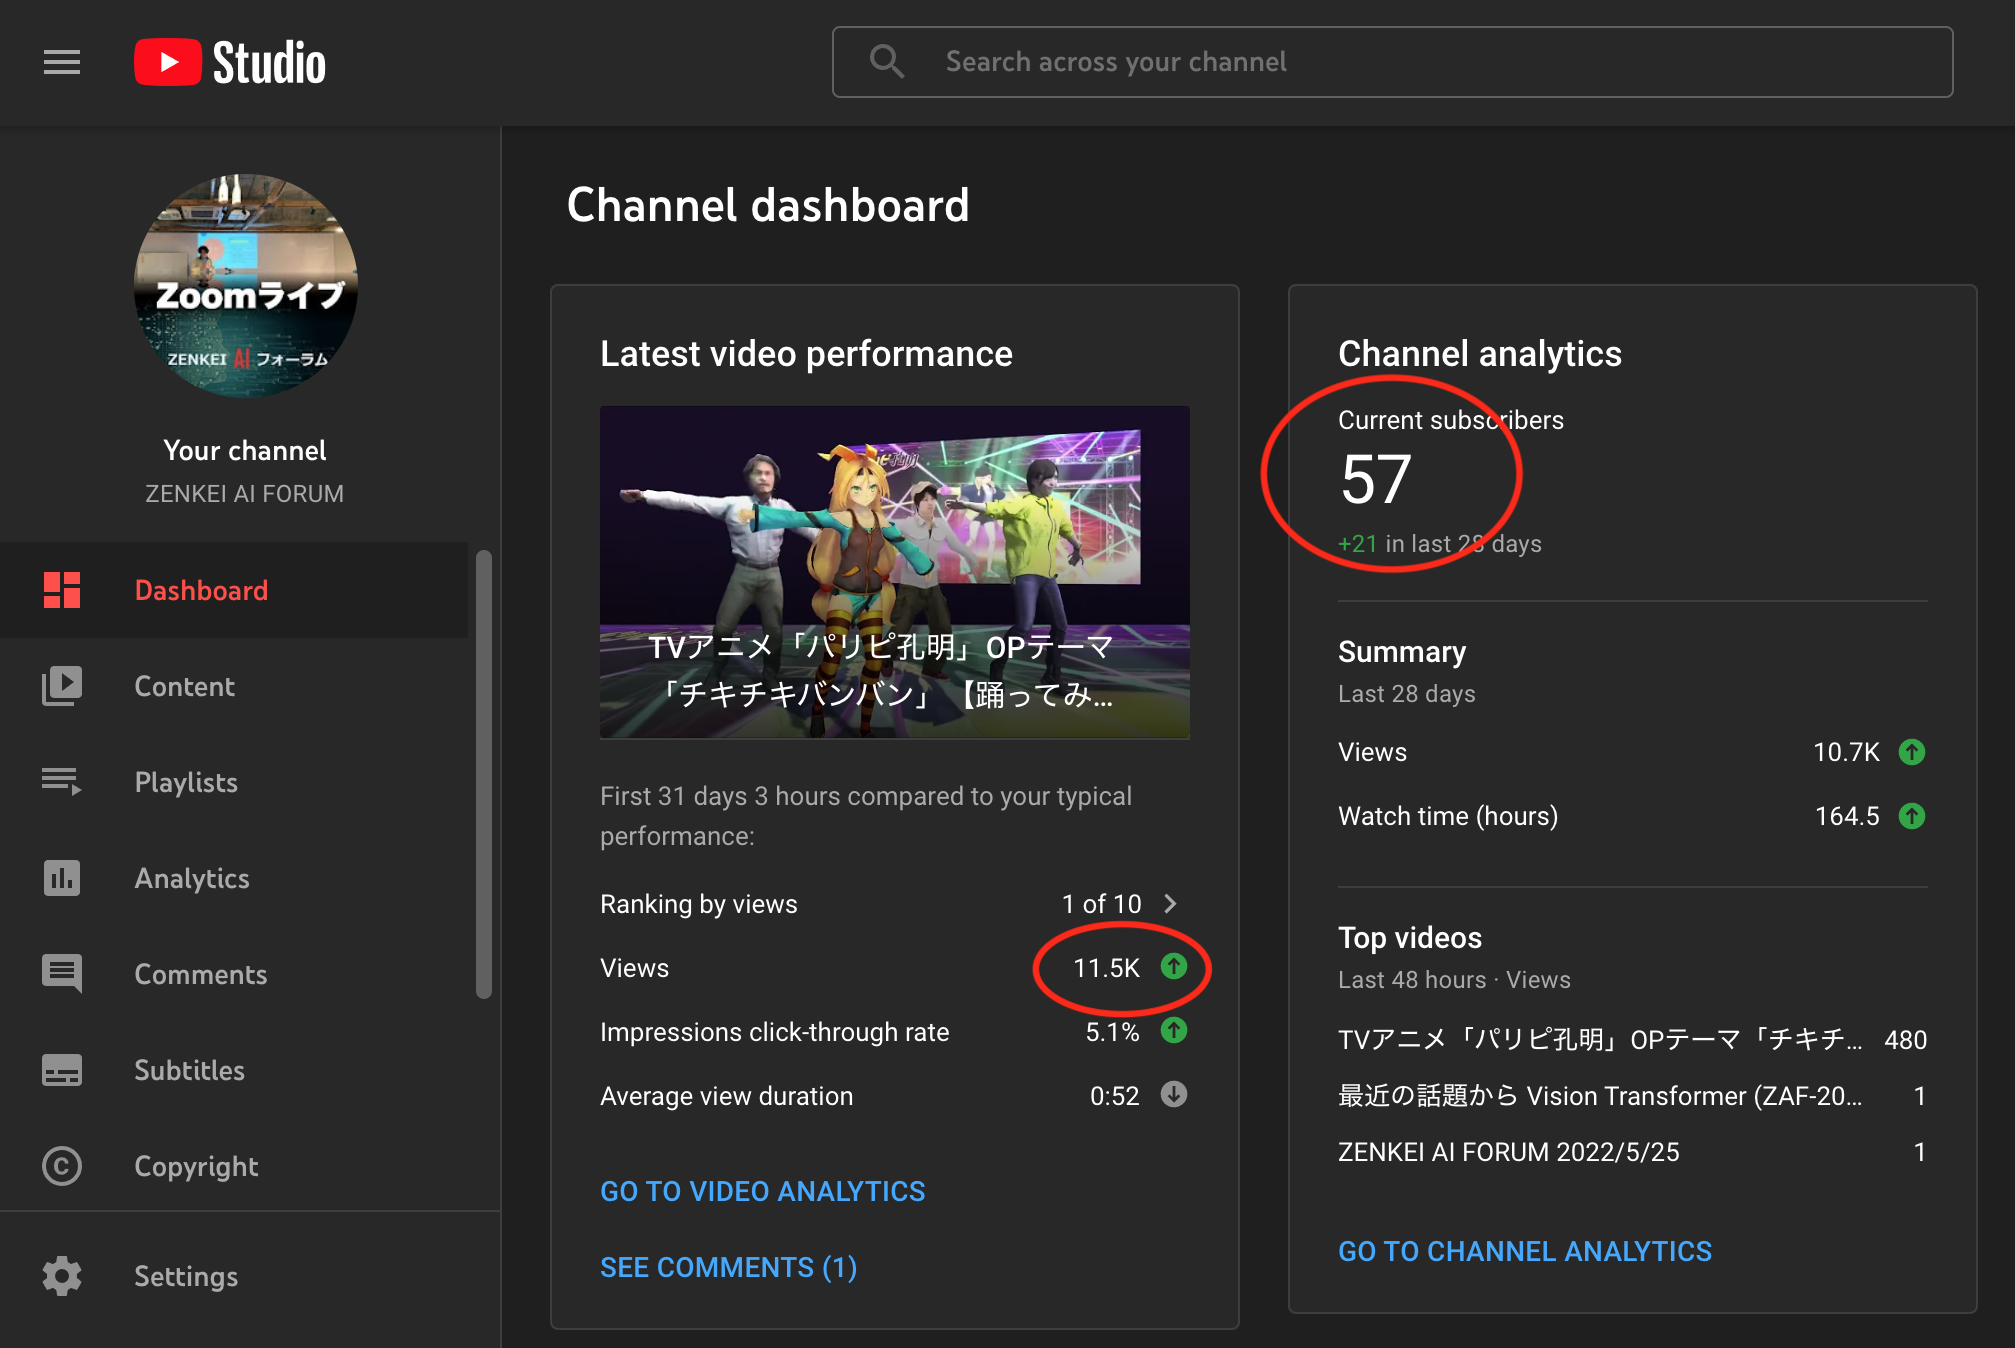 Studio
Search across your channel
Zoomライブ
ZENKEI AI フォーラム
Your channel
ZENKEI AI FORUM
Dashboard
Content
Playlists
Analytics
Comments
Subtitles
Copyright
Settings
Channel dashboard
Latest video performance
TVアニメ「パリピ孔明」OPテーマ
「チキチキバンバン」【踊ってみ...
First 31 days 3 hours compared to your typical
performance:
Ranking by views 1 of 10
Views 11.5K
Impressions click-through rate 5.1%
Average view duration 0:52
GO TO VIDEO ANALYTICS
SEE COMMENTS (1)
Channel analytics
Current subscribers
57
+21 in last 28 days
Summary
Last 28 days
Views 10.7K
Watch time (hours) 164.5
Top videos
Last 48 hours · Views
TVアニメ「パリピ孔明」OPテーマ「チキチ... 480
最近の話題から Vision Transformer (ZAF-20... 1
ZENKEI AI FORUM 2022/5/25 1
GO TO CHANNEL ANALYTICS